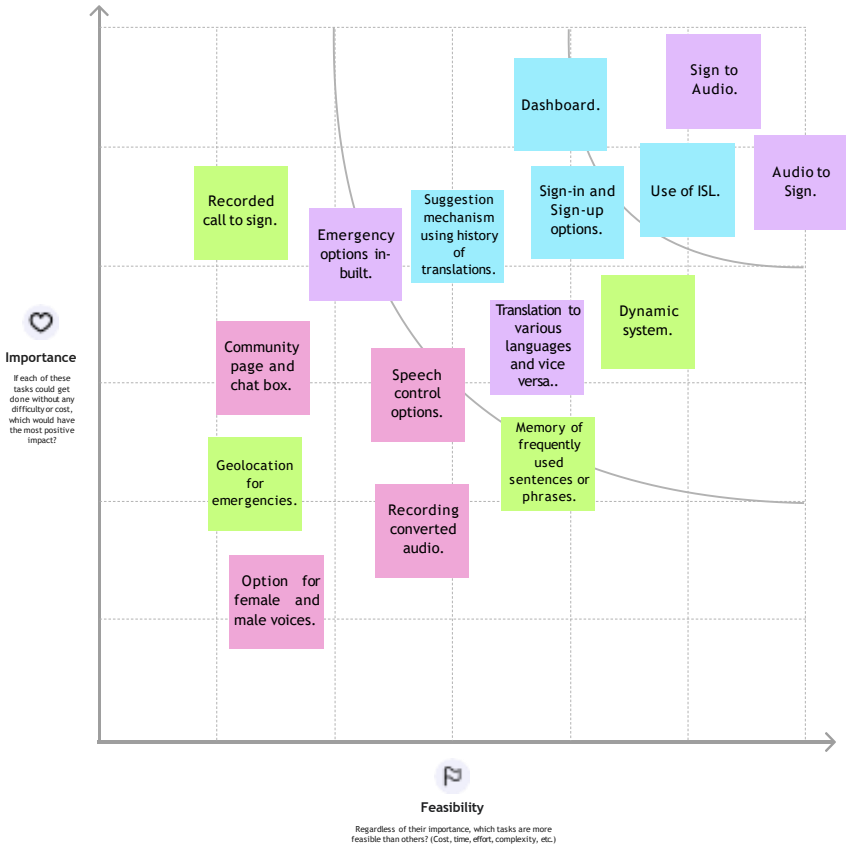 Sign to
Audio.
Dashboard.
Audio to
Sign.
Use of ISL.
Sign-in and
Sign-up
options.
Suggestion
mechanism
using history
of
translations.
Recorded
call to sign.
Emergency
options in-
built.
Translation to
various
languages
and vice
versa..
Dynamic
system.
Community
page and
chat box.
Speech
control
options.
Memory of
frequently
used
sentences or
phrases.
Geolocation
for
emergencies.
Recording
converted
audio.
Option for
female and
male voices.
Importance
If each of these
tasks could get
done without any
difficulty or cost,
which would have
the most positive
impact?
Feasibility
Regardless of their importance, which tasks are more
feasible than others? (Cost, time, effort, complexity, etc.)